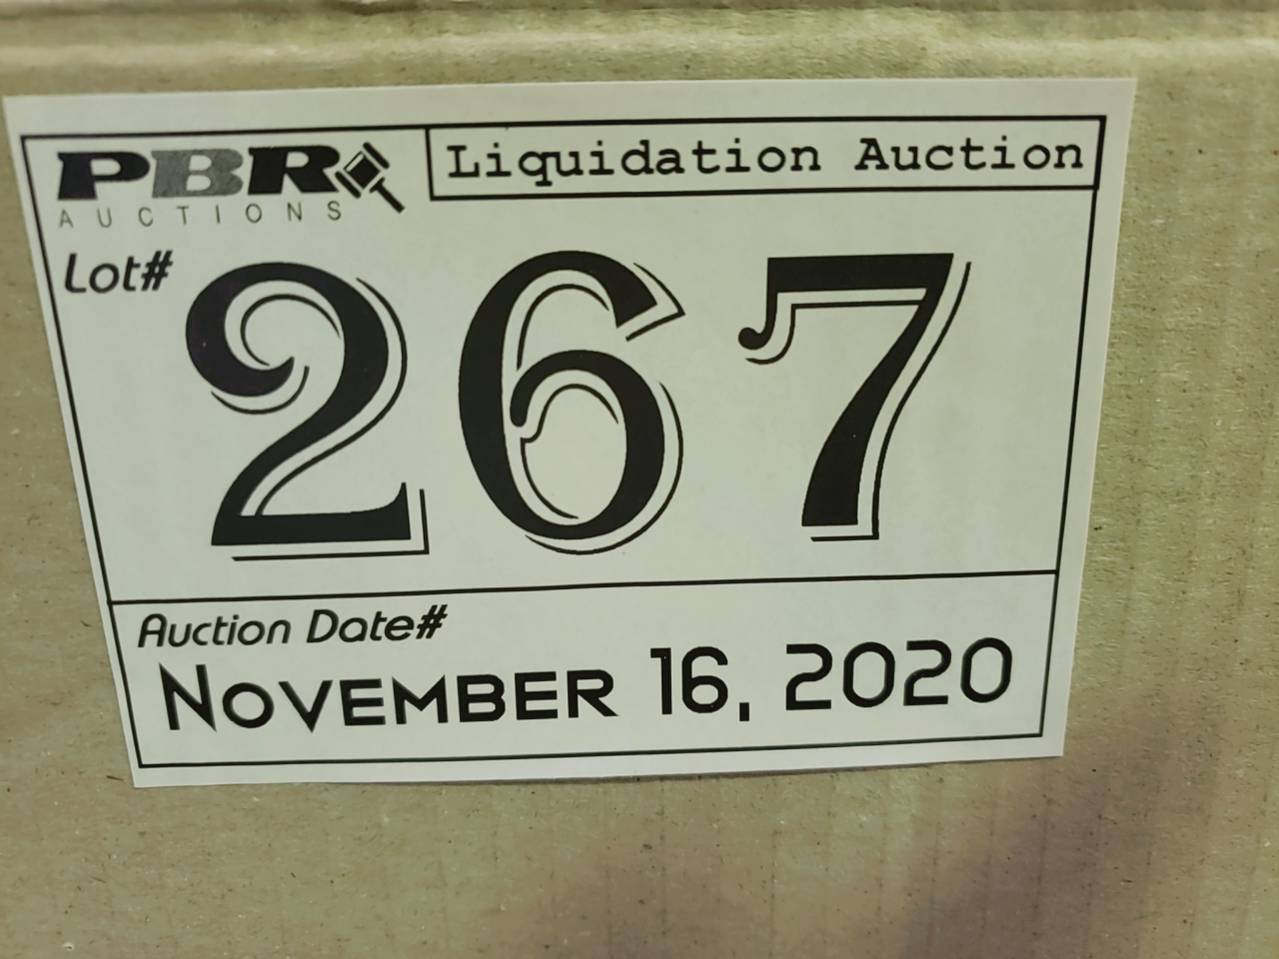 PBR
AUCTIONS
Liquidation Auction
Lot#
267
Auction Date#
NOVEMBER 16, 2020